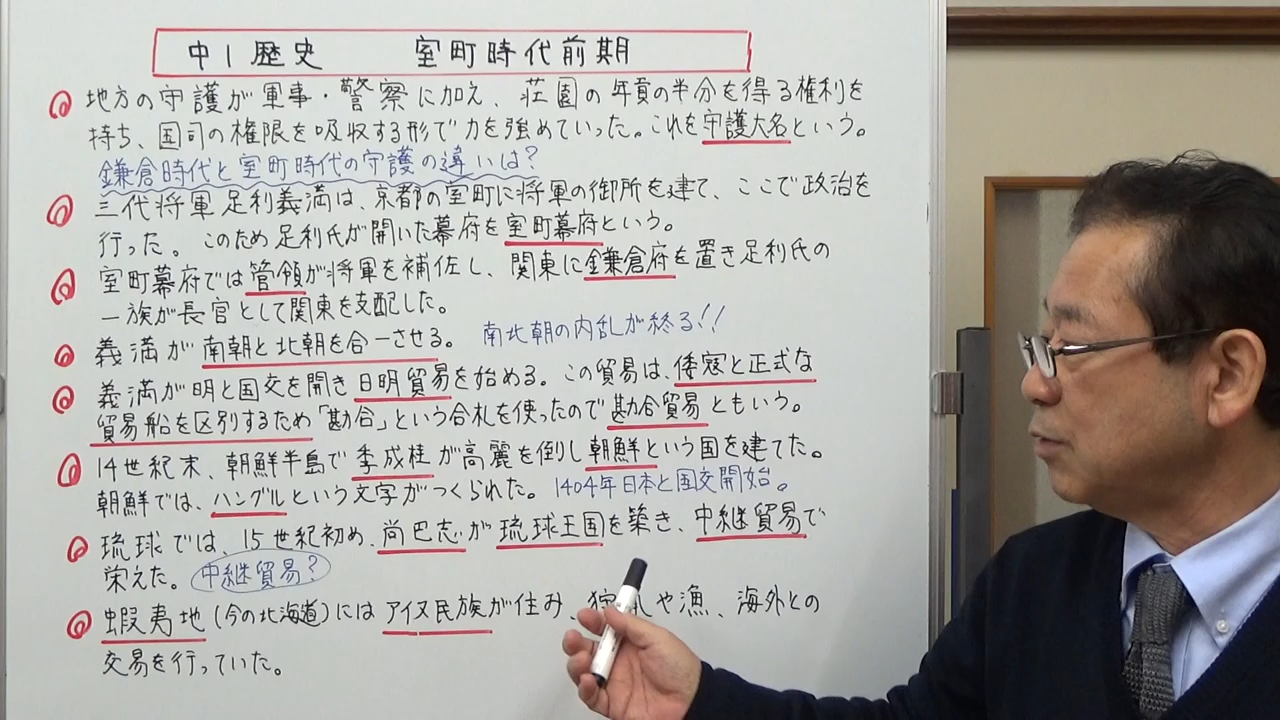 中1歴史 室町時代前期
地方の守護が軍事・警察に加え、荘園の年貢の半分を得る権利を
持ち、国司の権限を吸収する形で力を強めていった。これを守護大名という。
鎌倉時代と室町時代の守護の違いは?
三代将軍足利義満は、京都の室町に将軍の御所を建て、ここで政治を
行った。このため足利氏が開いた幕府を室町幕府という。
室町幕府では管領が将軍を補佐し、関東に鎌倉府を置き足利氏の
一族が長官として関東を支配した。
義満が南朝と北朝を合一させる。 南北朝の内乱が終る!!
義満が明と国交を開き日明貿易を始める。この貿易は、倭寇と正式な
貿易船を区別するため「勘合」という合札を使ったので勘合貿易ともいう。
14世紀末、朝鮮半島で李成桂が高麗を倒し朝鮮という国を建てた。
朝鮮では、ハングルという文字がつくられた。 1404年日本と国交開始。
琉球では、15世紀初め、尚巴志が琉球王国を築き、中継貿易で
栄えた。 中継貿易?
蝦夷地(今の北海道)にはアイヌ民族が住み、狩りや漁、海外との
交易を行っていた。